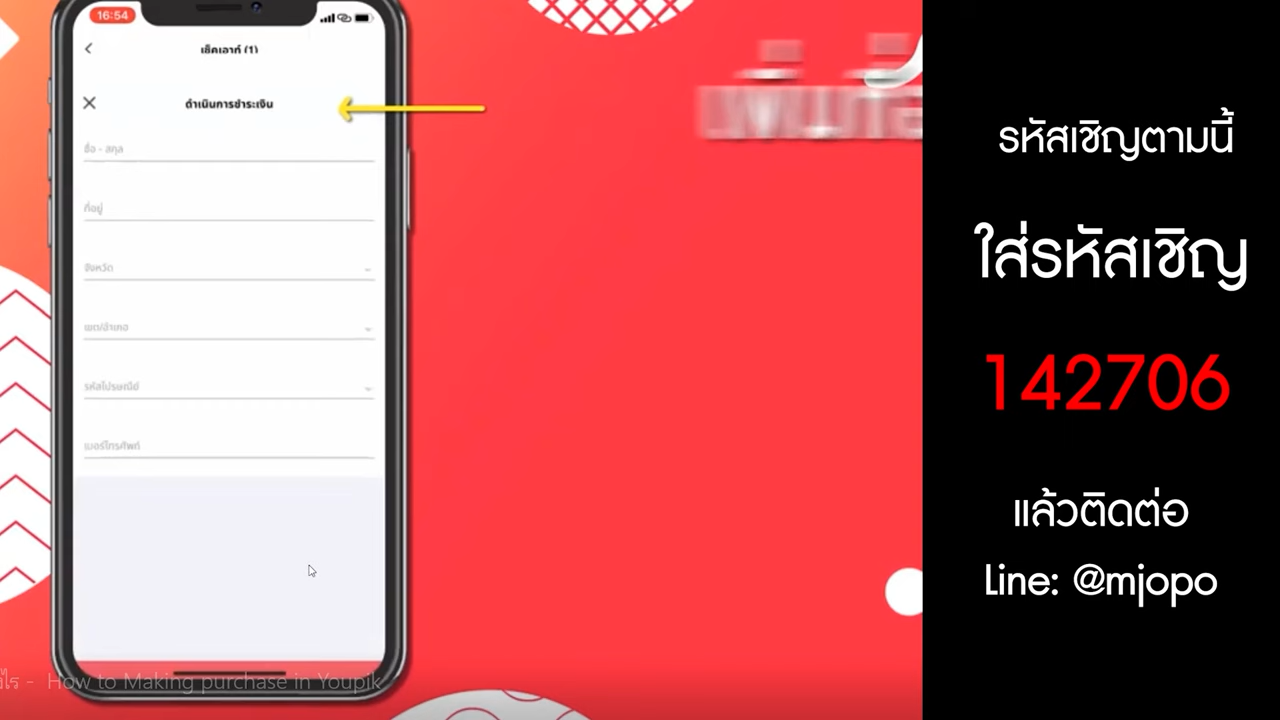 16:54
เช็คเอาท์ (1)
ดำเนินการชำระเงิน
ชื่อ - สกุล
ที่อยู่
จังหวัด
เขต/อำเภอ
รหัสไปรษณีย์
เบอร์โทรศัพท์
How to Making purchase in Youpik
รหัสเชิญตามนี้
ใส่รหัสเชิญ
142706
แล้วติดต่อ
Line: @mjopo